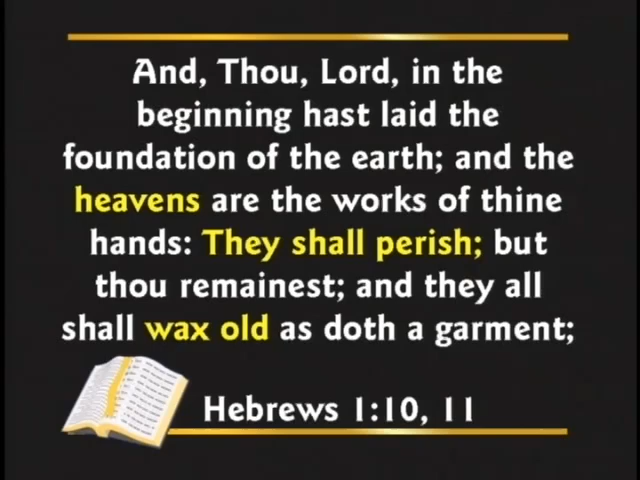 And, Thou, Lord, in the
beginning hast laid the
foundation of the earth; and the
heavens are the works of thine
hands: They shall perish; but
thou remainest; and they all
shall wax old as doth a garment;
Hebrews 1:10, 11